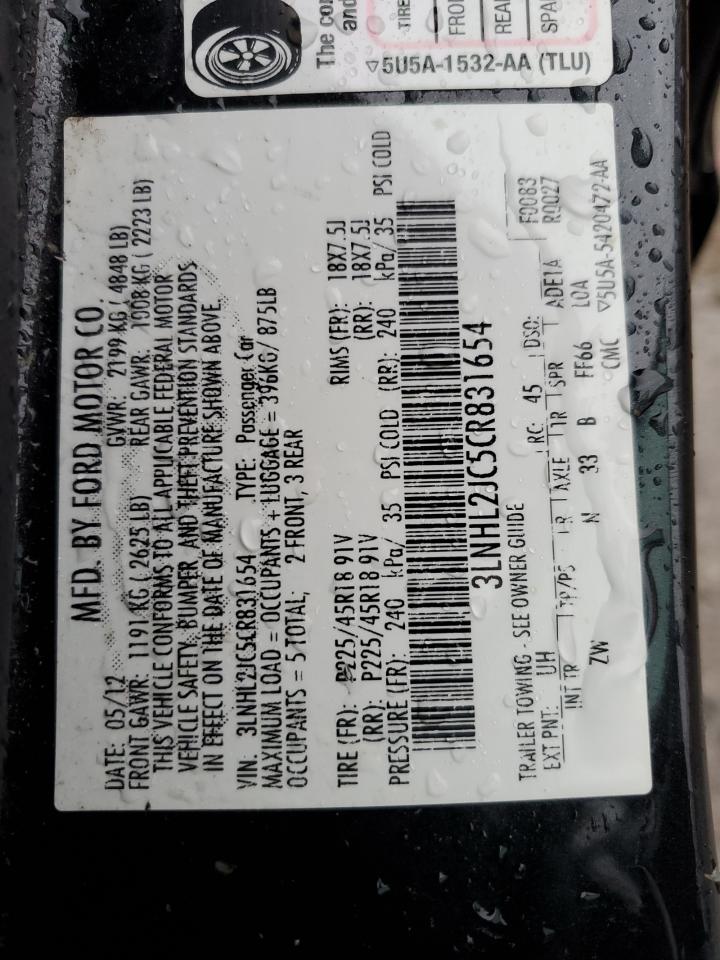 The con
and
TIRE
FRON
REAR
SPAR
▽5U5A-1532-AA (TLU)
MFD. BY FORD MOTOR CO.
DATE: 05/12 GVWR: 2199 KG ( 4848 LB)
FRONT GAWR: 1191 KG ( 2625 LB) REAR GAWR: 1008 KG ( 2223 LB)
THIS VEHICLE CONFORMS TO ALL APPLICABLE FEDERAL MOTOR
VEHICLE SAFETY, BUMPER, AND THEFT PREVENTION STANDARDS
IN EFFECT ON THE DATE OF MANUFACTURE SHOWN ABOVE.
VIN: 3LNHL2JC5CR831654 TYPE: Passenger Car
MAXIMUM LOAD = OCCUPANTS + LUGGAGE = 396KG/ 875LB
OCCUPANTS = 5 TOTAL; 2 FRONT, 3 REAR
TIRE (FR): P225/45R18 91V RIMS (FR): 18X7.5J
(RR): P225/45R18 91V (RR): 18X7.5J
PRESSURE (FR): 240 kPa/ 35 PSI COLD (RR): 240 kPa/ 35 PSI COLD
3LNHL2JC5CR831654
TRAILER TOWING - SEE OWNER GUIDE F0083
EXT PNT: UH RC: 45 DSO: R0027
INT TR TP/PS R AXLE TR SPR ADE1A
ZW N 33 B FF66 LOA
CMC ▽5U5A-5420472-AA